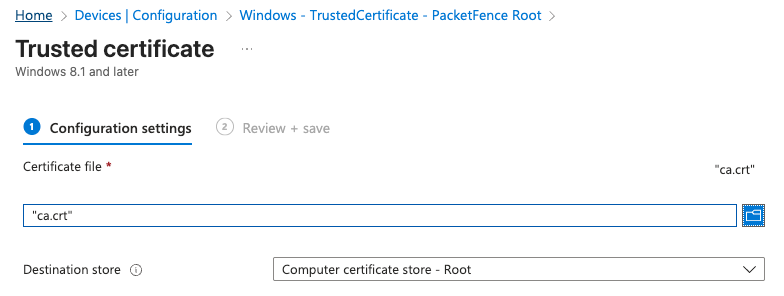 Home > Devices | Configuration > Windows - TrustedCertificate - PacketFence Root >
Trusted certificate ...
Windows 8.1 and later
1 Configuration settings 2 Review + save
Certificate file * "ca.crt"
"ca.crt"
Destination store Computer certificate store - Root